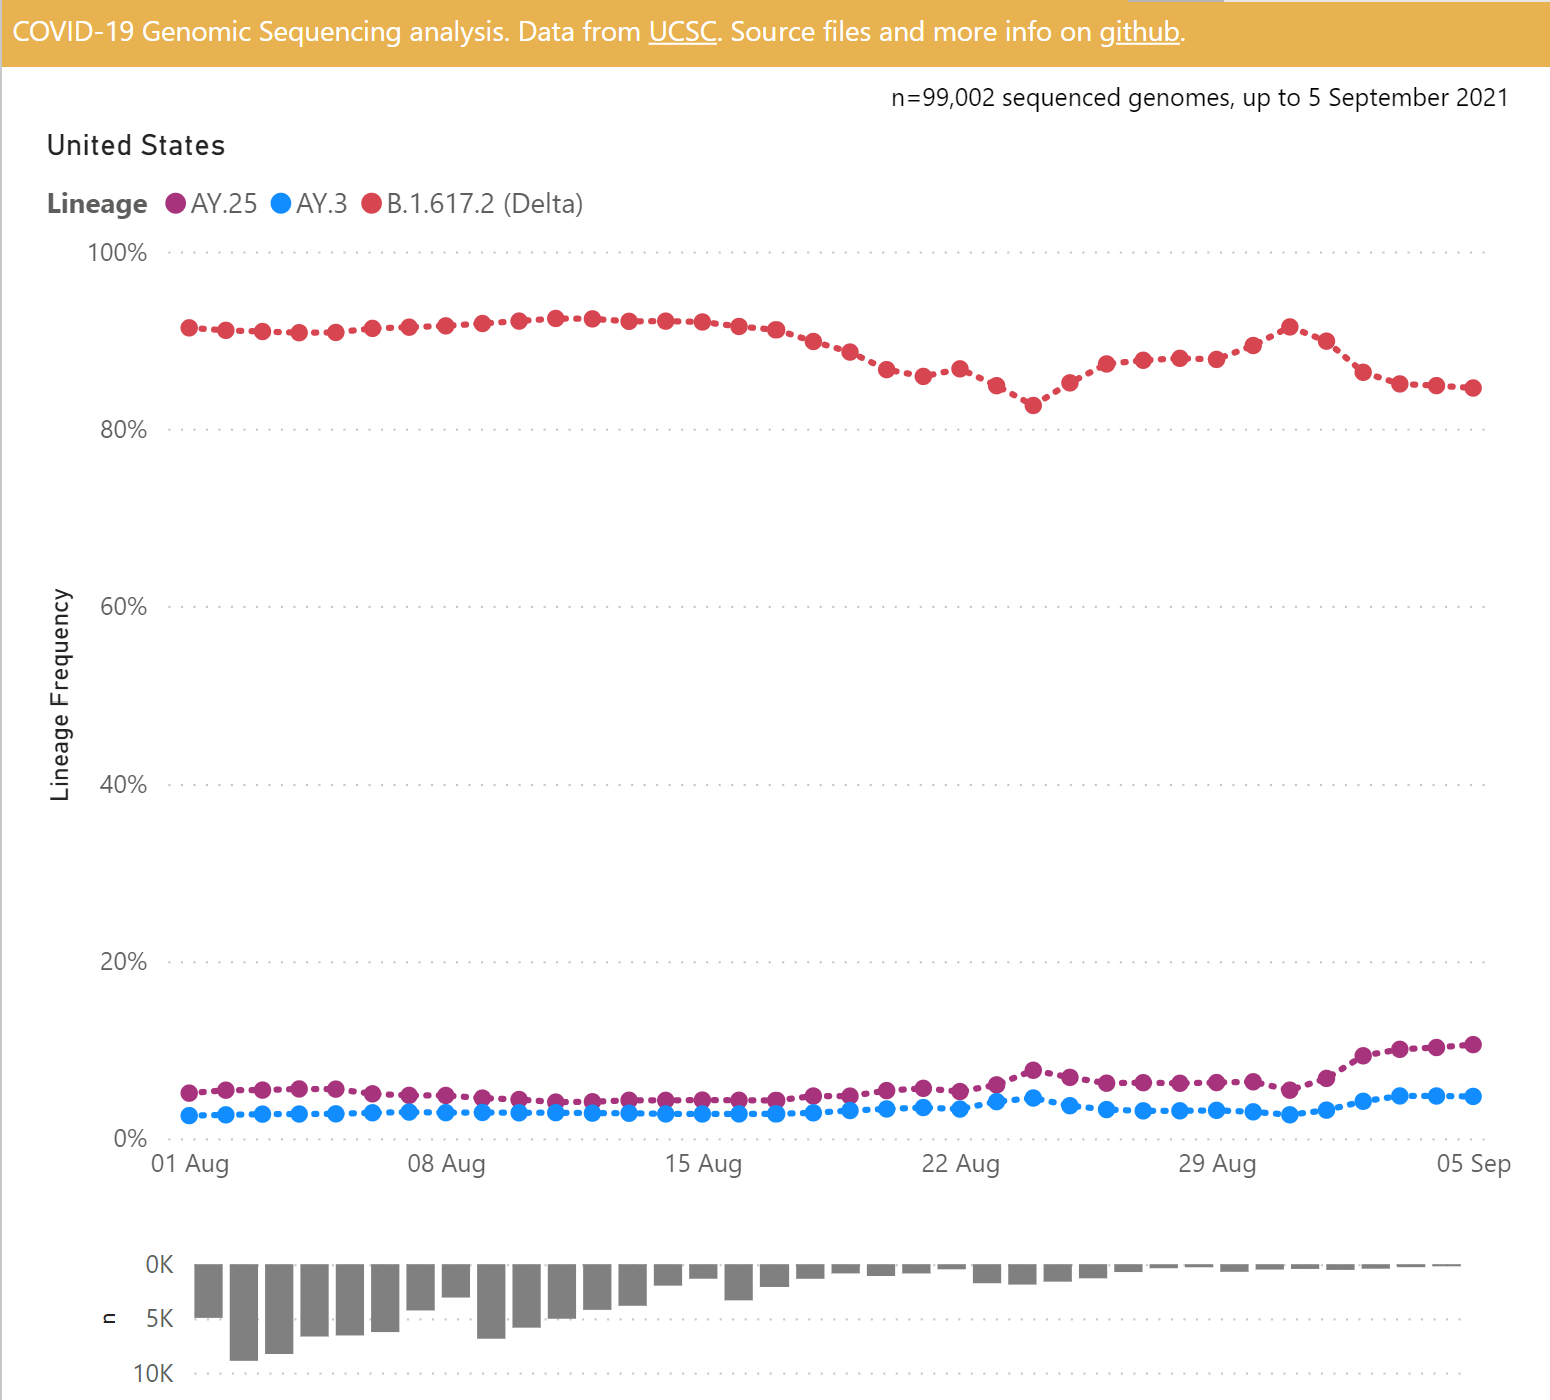 COVID-19 Genomic Sequencing analysis. Data from UCSC. Source files and more info on github.
n=99,002 sequenced genomes, up to 5 September 2021
United States
Lineage AY.25 AY.3 B.1.617.2 (Delta)
100%
80%
60%
40%
20%
0%
Lineage Frequency
01 Aug 08 Aug 15 Aug 22 Aug 29 Aug 05 Sep
0K
5K
10K
n